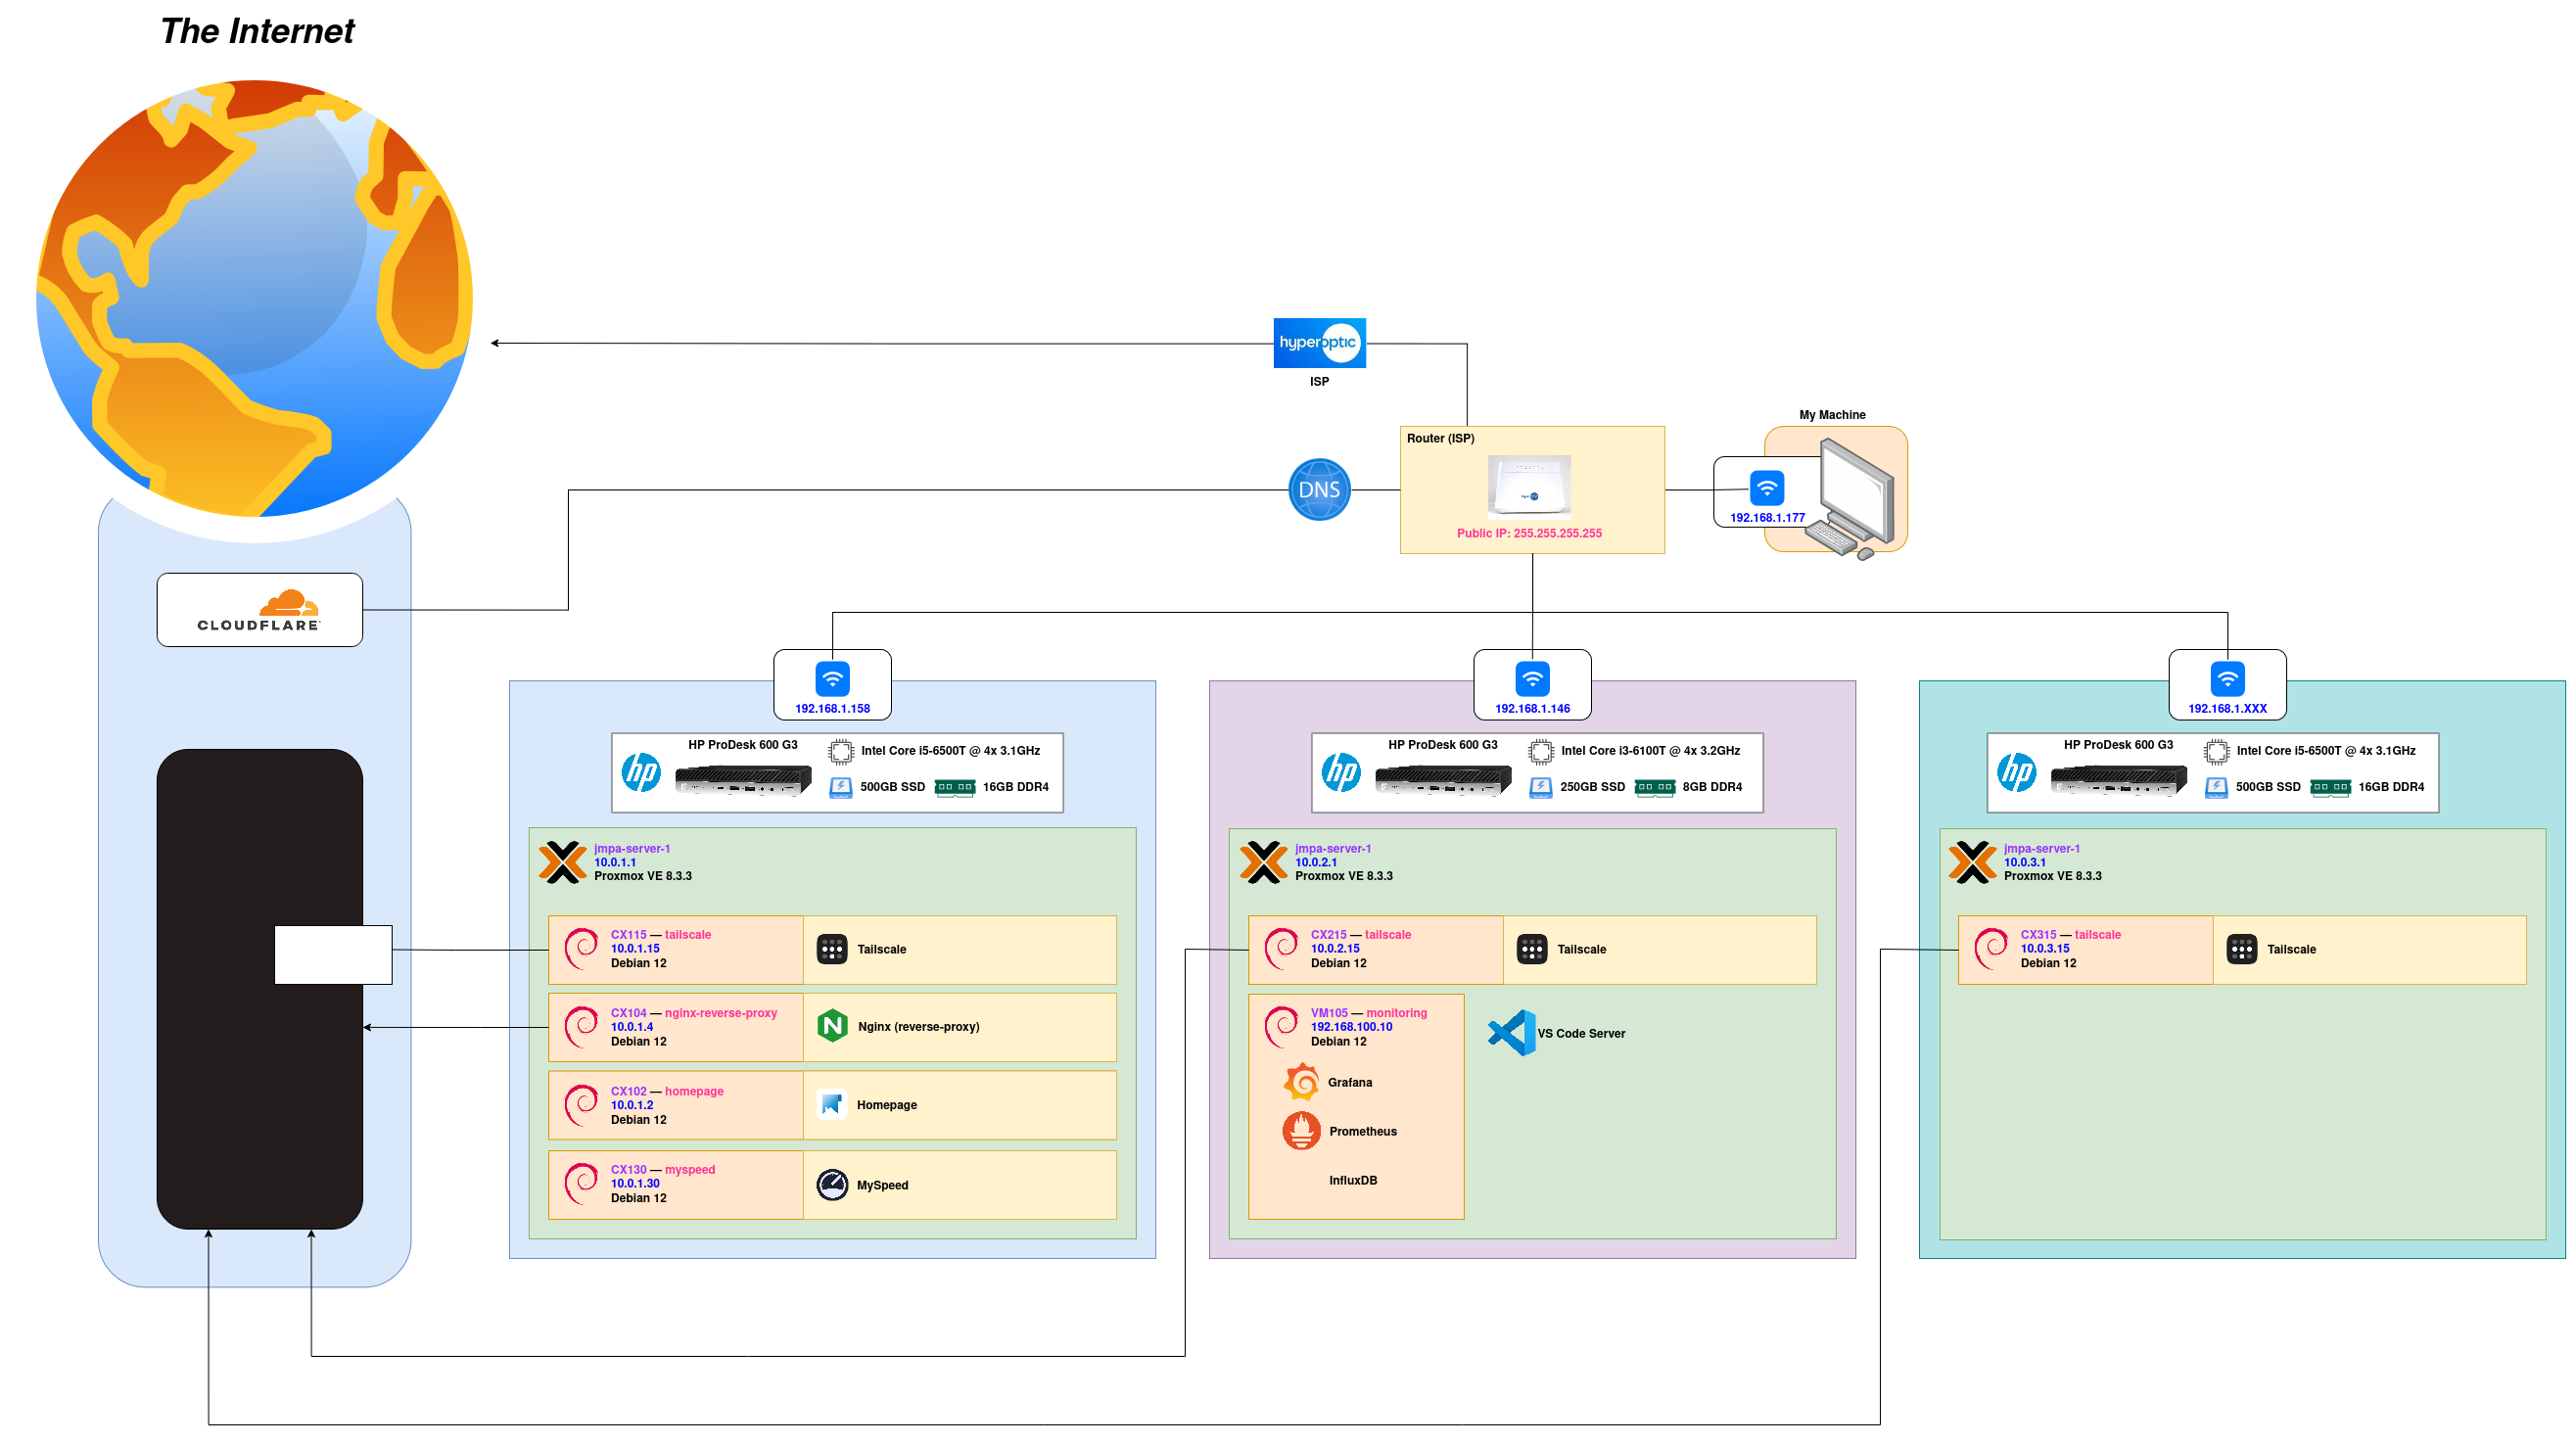 The Internet
hyperoptic
ISP
My Machine
Router (ISP)
DNS
192.168.1.177
Public IP: 255.255.255.255
CLOUDFLARE
192.168.1.158
192.168.1.146
192.168.1.XXX
hp
HP ProDesk 600 G3
Intel Core i5-6500T @ 4x 3.1GHz
500GB SSD
16GB DDR4
hp
HP ProDesk 600 G3
Intel Core i3-6100T @ 4x 3.2GHz
250GB SSD
8GB DDR4
hp
HP ProDesk 600 G3
Intel Core i5-6500T @ 4x 3.1GHz
500GB SSD
16GB DDR4
jmpa-server-1
10.0.1.1
Proxmox VE 8.3.3
CX115 — tailscale
10.0.1.15
Debian 12
Tailscale
CX104 — nginx-reverse-proxy
10.0.1.4
Debian 12
Nginx (reverse-proxy)
CX102 — homepage
10.0.1.2
Debian 12
Homepage
CX130 — myspeed
10.0.1.30
Debian 12
MySpeed
jmpa-server-1
10.0.2.1
Proxmox VE 8.3.3
CX215 — tailscale
10.0.2.15
Debian 12
Tailscale
VM105 — monitoring
192.168.100.10
Debian 12
Grafana
Prometheus
InfluxDB
VS Code Server
jmpa-server-1
10.0.3.1
Proxmox VE 8.3.3
CX315 — tailscale
10.0.3.15
Debian 12
Tailscale